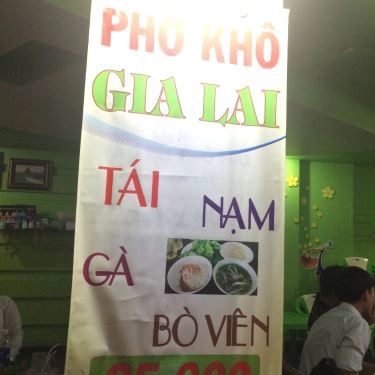 PHỞ KHÔ
GIA LAI
TÁI
NẠM
GÀ
BÒ VIÊN